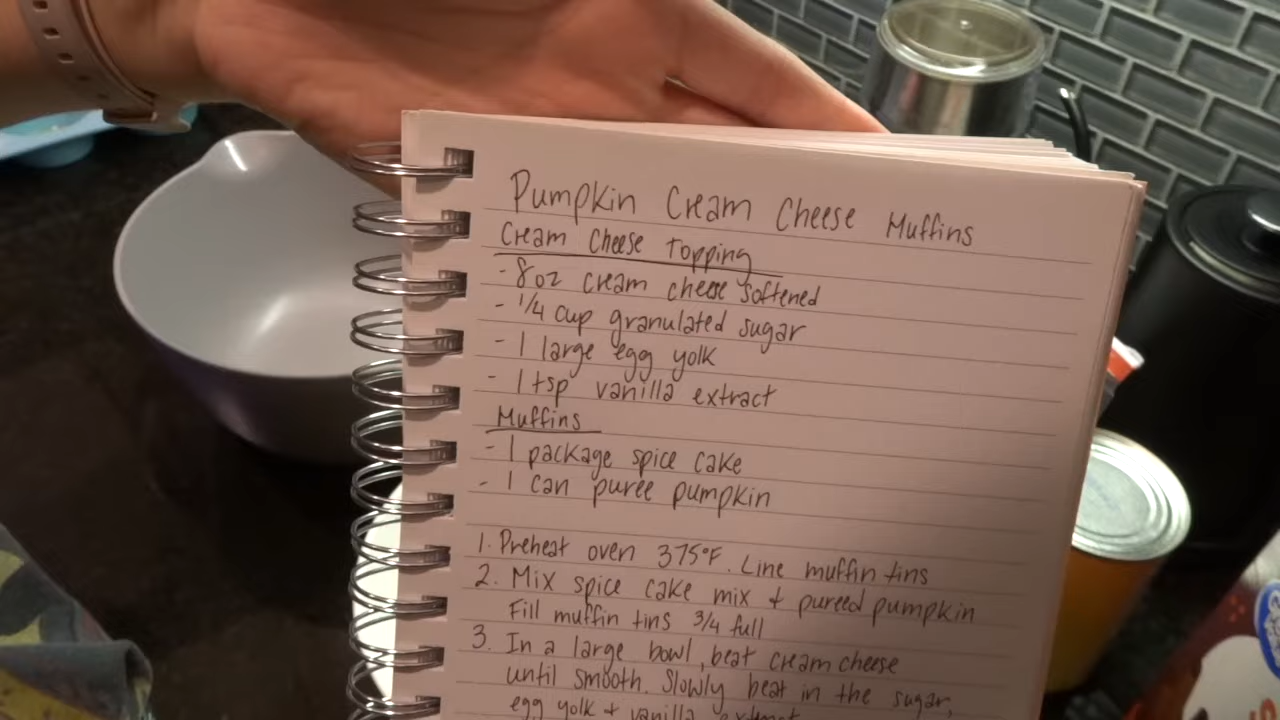 Pumpkin Cream Cheese Muffins
Cream Cheese Topping
- 8oz cream cheese softened
- 1/4 cup granulated sugar
- 1 large egg yolk
- 1 tsp vanilla extract
Muffins
- 1 package spice cake
- 1 can puree pumpkin
1. Preheat oven 375°F. Line muffin tins
2. Mix spice cake mix + pureed pumpkin
Fill muffin tins 3/4 full
3. In a large bowl, beat cream cheese
until smooth. Slowly beat in the sugar,
egg yolk + vanilla extract